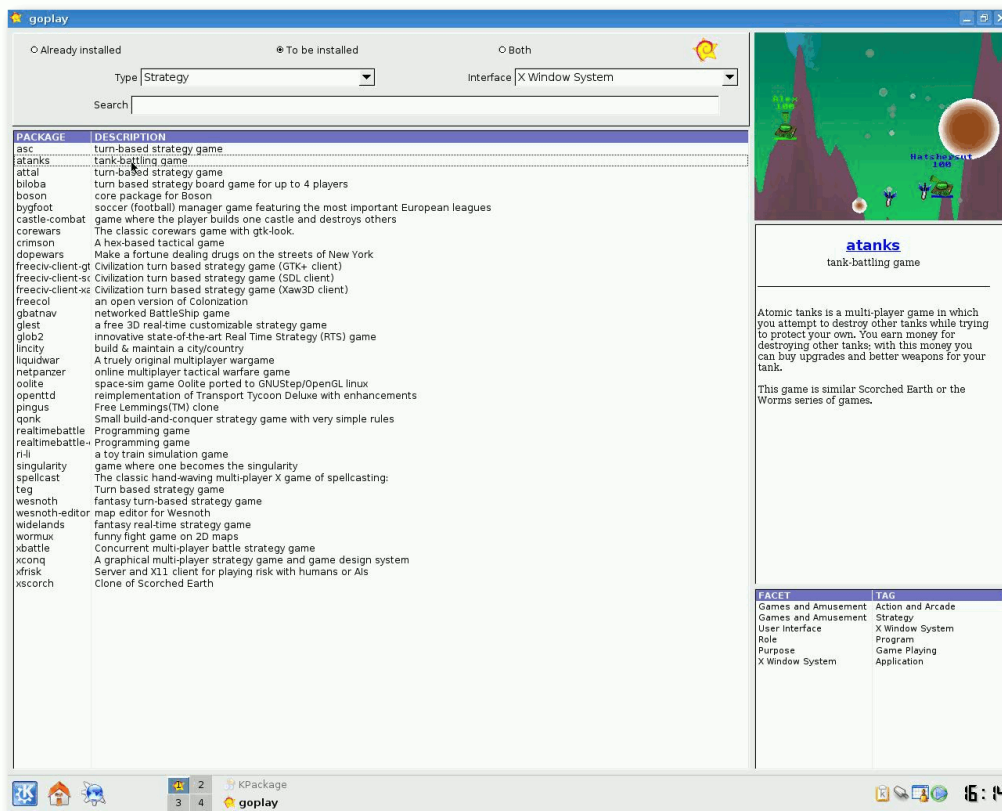 goplay
Already installed
To be installed
Both
Type Strategy
Interface X Window System
Search
PACKAGE DESCRIPTION
asc turn-based strategy game
atanks tank-battling game
attal turn-based strategy game
biloba turn based strategy board game for up to 4 players
boson core package for Boson
bygfoot soccer (football) manager game featuring the most important European leagues
castle-combat game where the player builds one castle and destroys others
corewars The classic corewars game with gtk-look.
crimson A hex-based tactical game
dopewars Make a fortune dealing drugs on the streets of New York
freeciv-client-gt Civilization turn based strategy game (GTK+ client)
freeciv-client-sd Civilization turn based strategy game (SDL client)
freeciv-client-xa Civilization turn based strategy game (Xaw3D client)
freecol an open version of Colonization
gbatnav networked BattleShip game
glest a free 3D real-time customizable strategy game
glob2 innovative state-of-the-art Real Time Strategy (RTS) game
lincity build & maintain a city/country
liquidwar A truely original multiplayer wargame
netpanzer online multiplayer tactical warfare game
oolite space-sim game Oolite ported to GNUStep/OpenGL linux
openttd reimplementation of Transport Tycoon Deluxe with enhancements
pingus Free Lemmings(TM) clone
qonk Small build-and-conquer strategy game with very simple rules
realtimebattle Programming game
realtimebattle- Programming game
ri-li a toy train simulation game
singularity game where one becomes the singularity
spellcast The classic hand-waving multi-player X game of spellcasting:
teg Turn based strategy game
wesnoth fantasy turn-based strategy game
wesnoth-editor map editor for Wesnoth
widelands fantasy real-time strategy game
wormux funny fight game on 2D maps
xbattle Concurrent multi-player battle strategy game
xconq A graphical multi-player strategy game and game design system
xfrisk Server and X11 client for playing risk with humans or AIs
xscorch Clone of Scorched Earth
Alex
100
Hatchepsut
100
atanks
tank-battling game
Atomic tanks is a multi-player game in which
you attempt to destroy other tanks while trying
to protect your own. You earn money for
destroying other tanks; with this money you
can buy upgrades and better weapons for your
tank.
This game is similar Scorched Earth or the
Worms series of games.
FACET TAG
Games and Amusement Action and Arcade
Games and Amusement Strategy
User Interface X Window System
Role Program
Purpose Game Playing
X Window System Application
2
3 4
KPackage
goplay
16:14